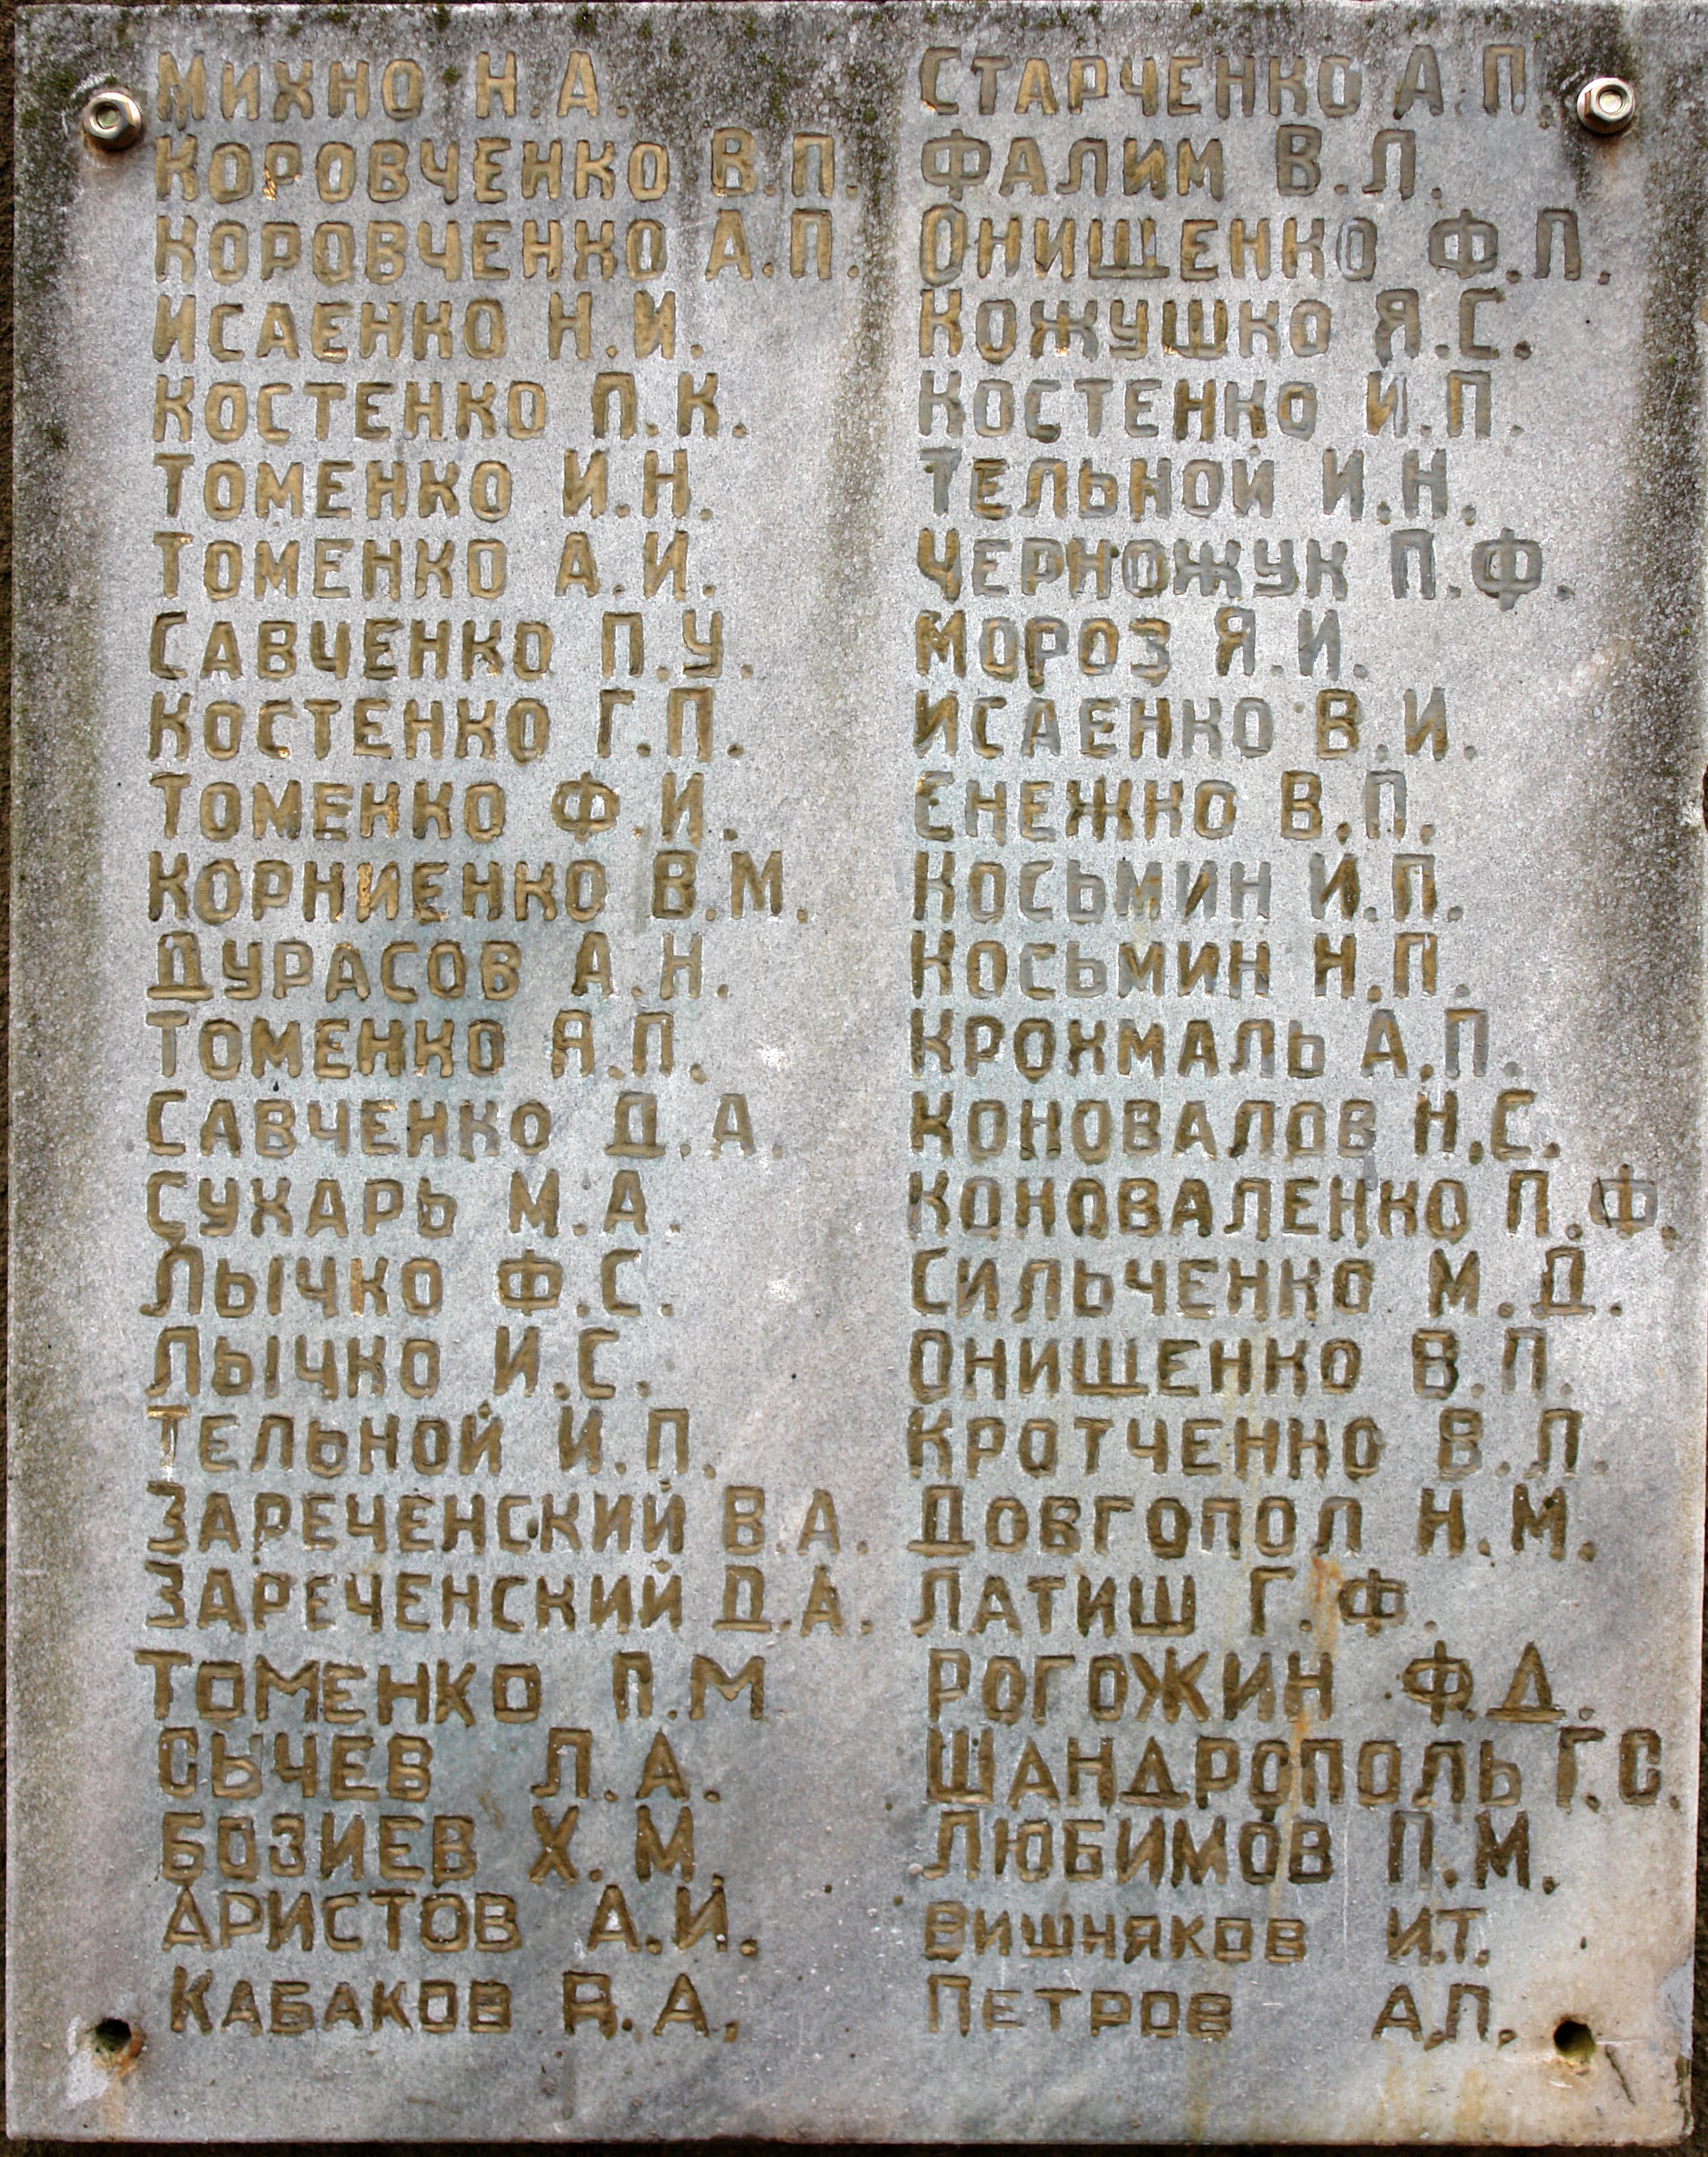 Михно Н.А.
Коровченко В.П.
Коровченко А.П.
Исаенко Н.И.
Костенко П.К.
Томенко И.Н.
Томенко А.И.
Савченко П.У.
Костенко Г.П.
Томенко Ф.И.
Корниенко В.М.
Дурасов А.Н.
Томенко Я.П.
Савченко Д.А.
Сухарь М.А.
Лычко Ф.С.
Лычко И.С.
Тельной И.П.
Зареченский В.А.
Зареченский Д.А.
Томенко П.М
Сычев Л.А.
Бозиев Х.М.
Аристов А.И.
Кабаков Я.А.
Старченко А.П.
Фалим В.Л.
Онищенко Ф.П.
Кожушко Я.С.
Костенко И.П.
Тельной И.Н.
Черножук П.Ф.
Мороз Я.И.
Исаенко В.И.
Снежко В.П.
Косьмин И.П.
Косьмин Н.П.
Крохмаль А.П.
Коновалов Н.С.
Коноваленко П.Ф.
Сильченко М.Д.
Онищенко В.П.
Кротченко В.Л.
Довгопол Н.М.
Латиш Г.Ф.
Рогожин Ф.Д.
Шандрополь Г.С.
Любимов П.М.
Вишняков И.Т.
Петров А.П.